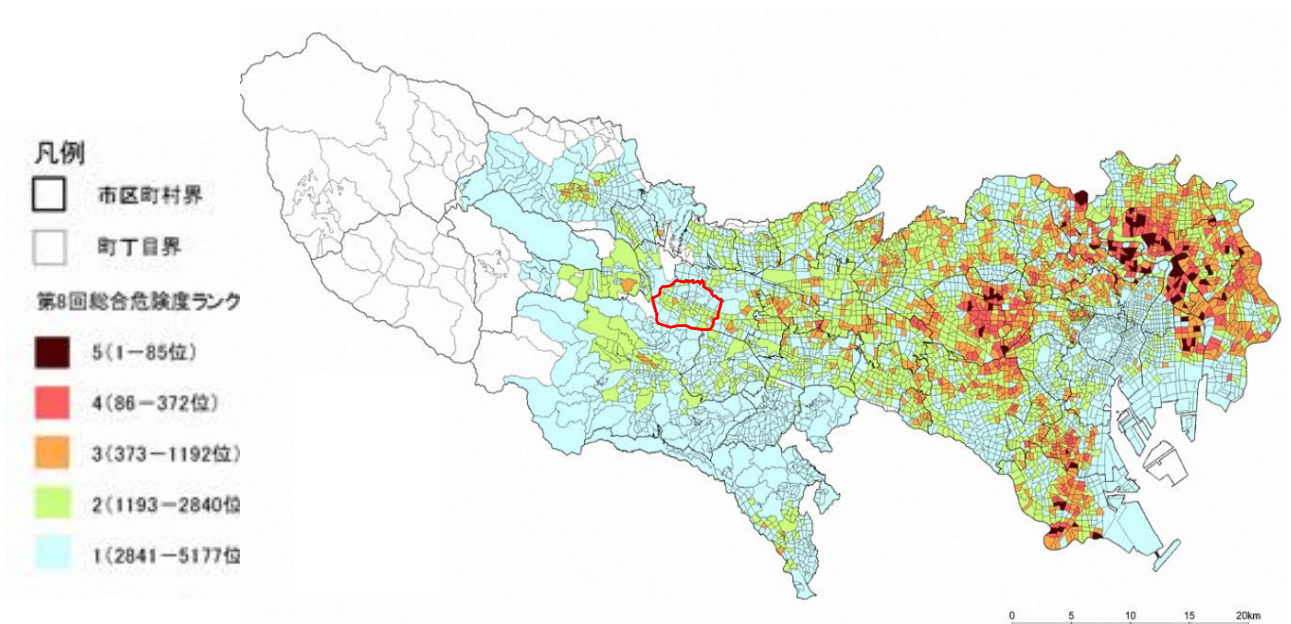 凡例
市区町村界
町丁目界
第8回総合危険度ランク
5(1－85位)
4(86－372位)
3(373－1192位)
2(1193－2840位
1(2841－5177位
0 5 10 15 20km